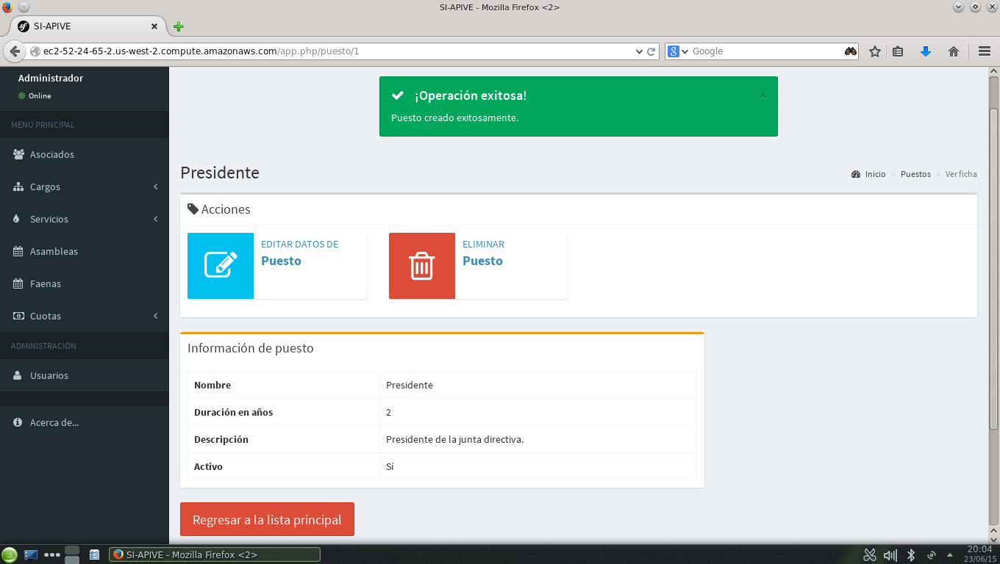 SI-APIVE - Mozilla Firefox <2>
SI-APIVE
ec2-52-24-65-2.us-west-2.compute.amazonaws.com/app.php/puesto/1
Google
Administrador
Online
MENÚ PRINCIPAL
Asociados
Cargos
Servicios
Asambleas
Faenas
Cuotas
ADMINISTRACIÓN
Usuarios
Acerca de...
¡Operación exitosa!
×
Puesto creado exitosamente.
Presidente
Inicio > Puestos > Ver ficha
Acciones
EDITAR DATOS DE
Puesto
ELIMINAR
Puesto
Información de puesto
Nombre Presidente
Duración en años 2
Descripción Presidente de la junta directiva.
Activo Sí
Regresar a la lista principal
SI-APIVE - Mozilla Firefox <2>
20:04
23/06/15